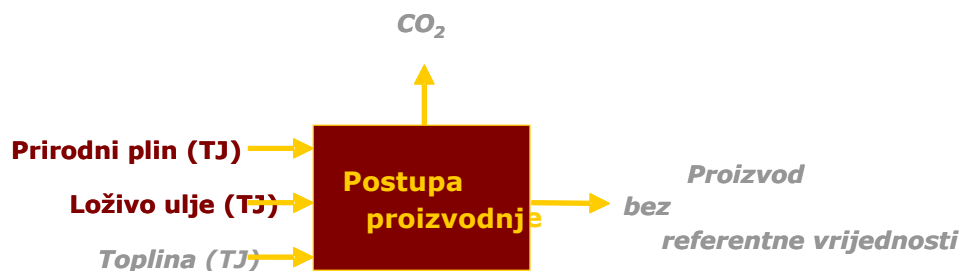 CO2
Prirodni plin (TJ)
Loživo ulje (TJ)
Toplina (TJ)
Postupa
proizvodnje
Proizvod
bez
referentne vrijednosti